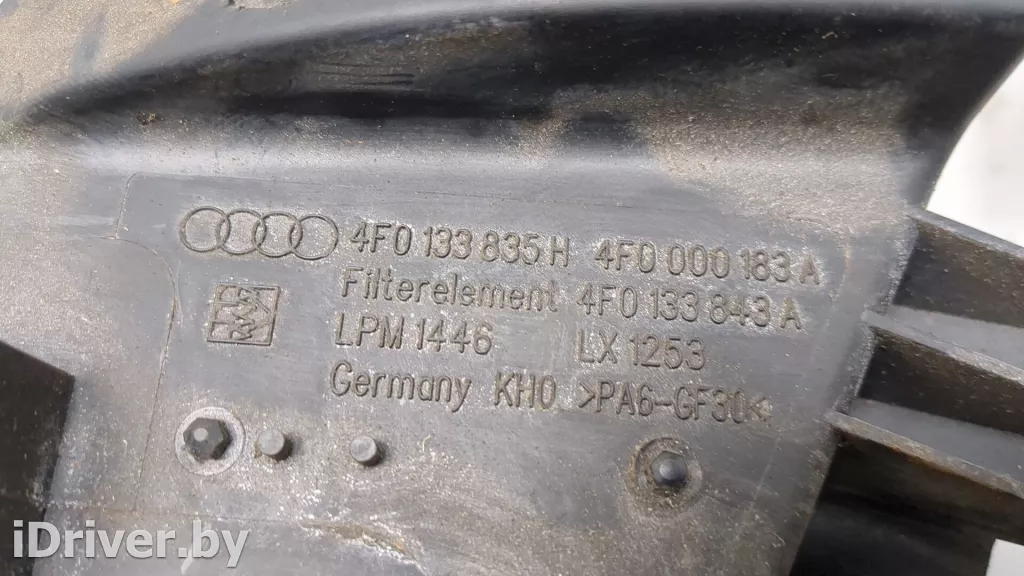 4F0 133 835 H 4F0 000 183 A
Filterelement 4F0 133 843 A
LPM 1446 LX 1253
Germany KHO >PA6-GF30<
iDriver.by